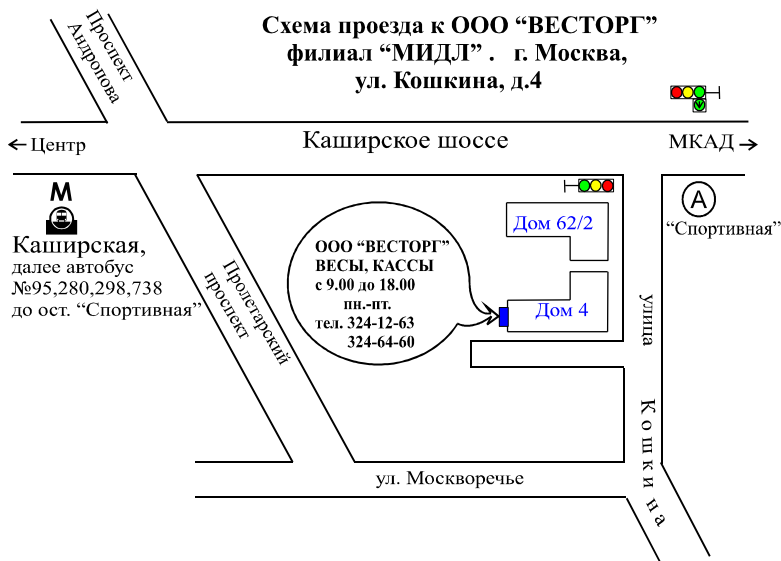 Схема проезда к ООО “ВЕСТОРГ”
филиал “МИДЛ” . г. Москва,
ул. Кошкина, д.4
Проспект
Андропова
Центр
Каширское шоссе
МКАД
М
Каширская,
далее автобус
№95,280,298,738
до ост. “Спортивная”
Пролетарский
проспект
ООО “ВЕСТОРГ”
ВЕСЫ, КАССЫ
с 9.00 до 18.00
пн.-пт.
тел. 324-12-63
324-64-60
Дом 62/2
Дом 4
А
“Спортивная”
улица
Кошкина
ул. Москворечье